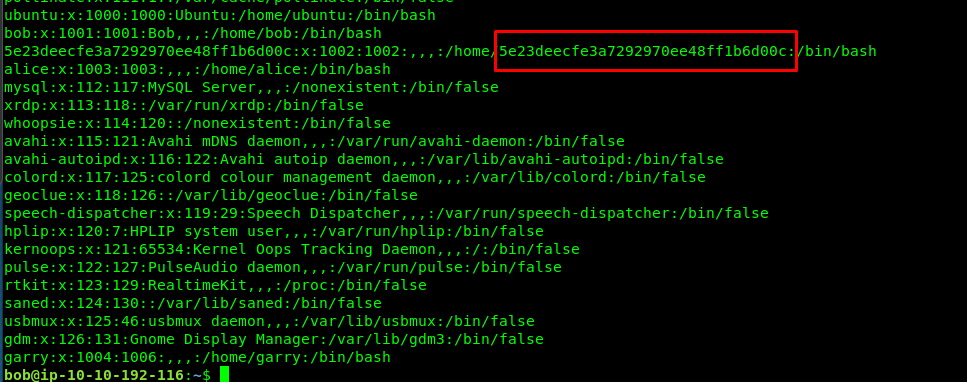 ubuntu:x:1000:1000:Ubuntu:/home/ubuntu:/bin/bash
bob:x:1001:1001:Bob,,,:/home/bob:/bin/bash
5e23deecfe3a7292970ee48ff1b6d00c:x:1002:1002:,,,:/home/5e23deecfe3a7292970ee48ff1b6d00c:/bin/bash
alice:x:1003:1003:,,,:/home/alice:/bin/bash
mysql:x:112:117:MySQL Server,,,:/nonexistent:/bin/false
xrdp:x:113:118::/var/run/xrdp:/bin/false
whoopsie:x:114:120::/nonexistent:/bin/false
avahi:x:115:121:Avahi mDNS daemon,,,:/var/run/avahi-daemon:/bin/false
avahi-autoipd:x:116:122:Avahi autoip daemon,,,:/var/lib/avahi-autoipd:/bin/false
colord:x:117:125:colord colour management daemon,,,:/var/lib/colord:/bin/false
geoclue:x:118:126::/var/lib/geoclue:/bin/false
speech-dispatcher:x:119:29:Speech Dispatcher,,,:/var/run/speech-dispatcher:/bin/false
hplip:x:120:7:HPLIP system user,,,:/var/run/hplip:/bin/false
kernoops:x:121:65534:Kernel Oops Tracking Daemon,,,:/:/bin/false
pulse:x:122:127:PulseAudio daemon,,,:/var/run/pulse:/bin/false
rtkit:x:123:129:RealtimeKit,,,:/proc:/bin/false
saned:x:124:130::/var/lib/saned:/bin/false
usbmux:x:125:46:usbmux daemon,,,:/var/lib/usbmux:/bin/false
gdm:x:126:131:Gnome Display Manager:/var/lib/gdm3:/bin/false
garry:x:1004:1006:,,,:/home/garry:/bin/bash
bob@ip-10-10-192-116:~$